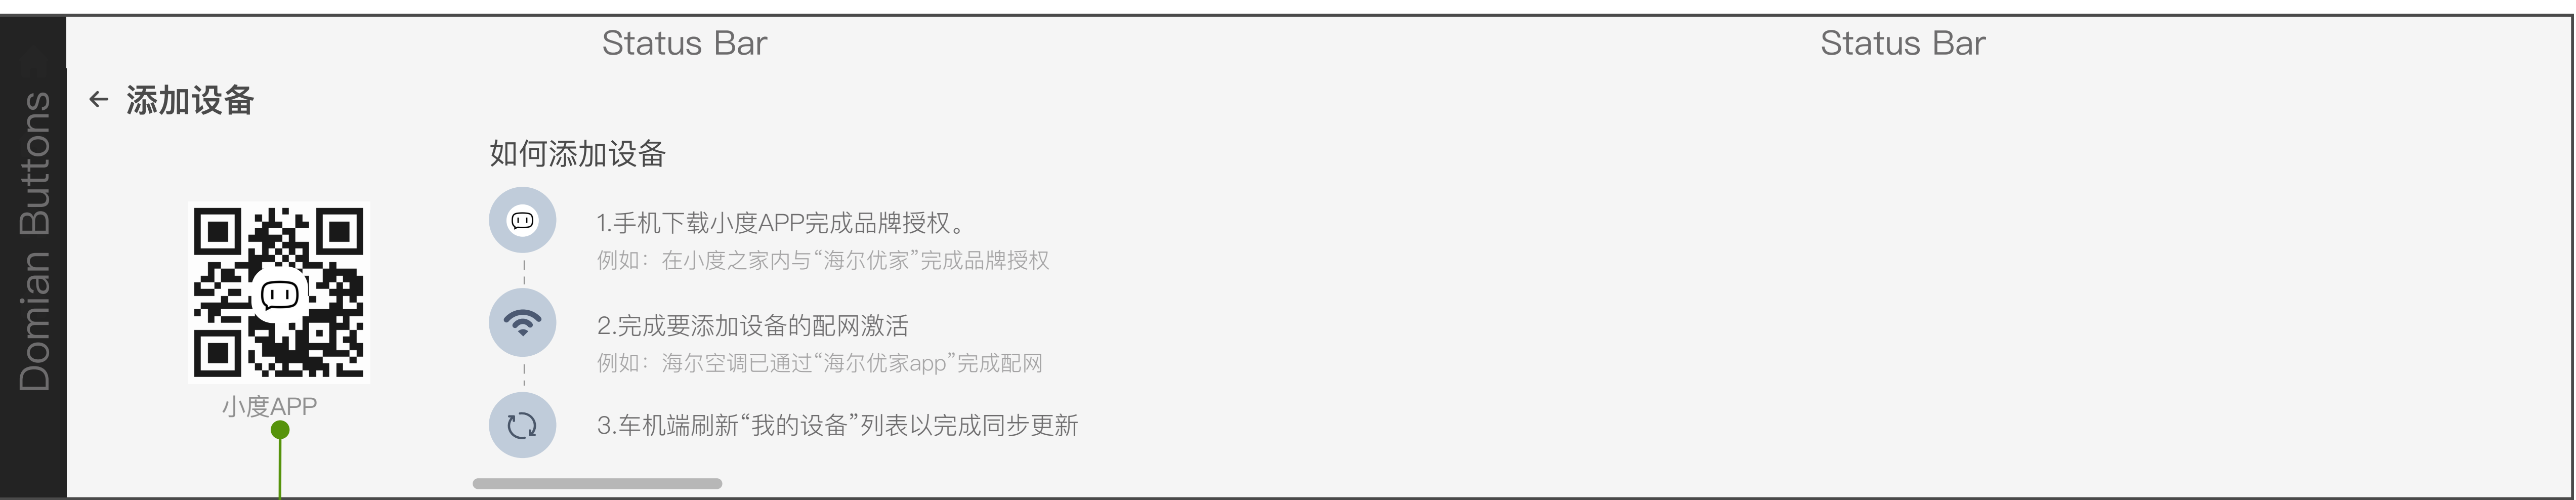 Status Bar
Status Bar
Domian Buttons
添加设备
如何添加设备
1.手机下载小度APP完成品牌授权。
例如：在小度之家内与“海尔优家”完成品牌授权
2.完成要添加设备的配网激活
例如：海尔空调已通过“海尔优家app”完成配网
3.车机端刷新“我的设备”列表以完成同步更新
小度APP